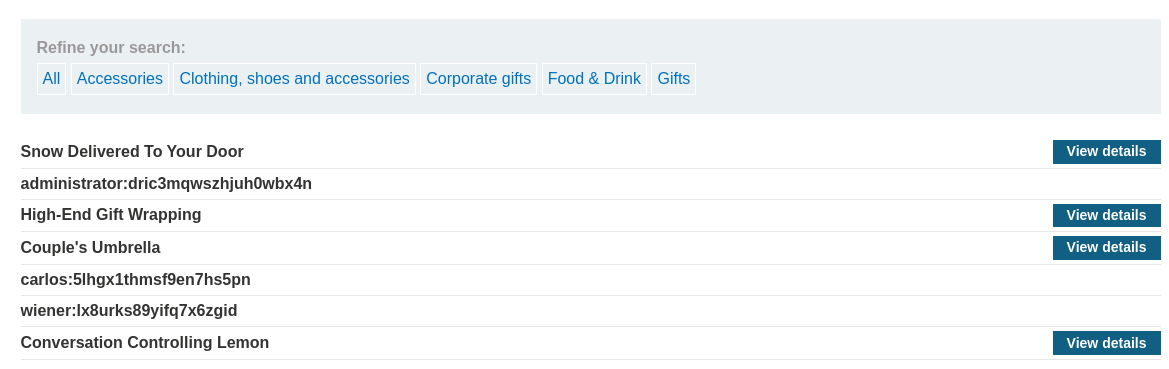 Refine your search:
All Accessories Clothing, shoes and accessories Corporate gifts Food & Drink Gifts
Snow Delivered To Your Door View details
administrator:dric3mqwszhjuh0wbx4n
High-End Gift Wrapping View details
Couple's Umbrella View details
carlos:5lhgx1thmsf9en7hs5pn
wiener:lx8urks89yifq7x6zgid
Conversation Controlling Lemon View details